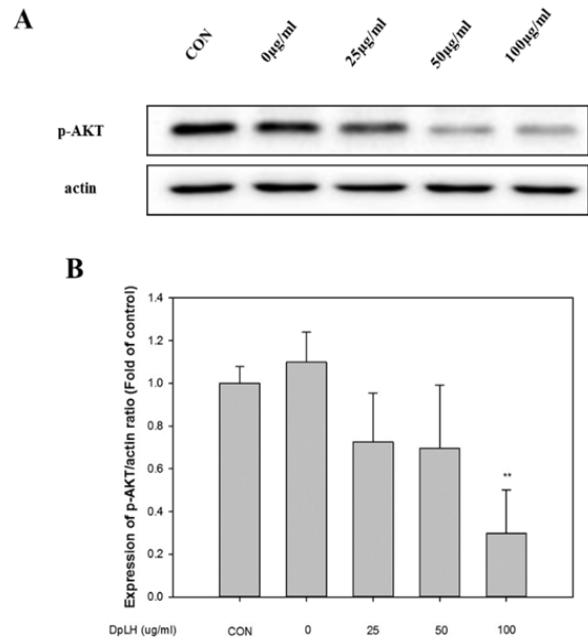 A
CON 0µg/ml 25µg/ml 50µg/ml 100µg/ml
p-AKT
actin
B
Expression of p-AKT/actin ratio (Fold of control)
1.4
1.2
1.0
0.8
0.6
0.4
0.2
0.0
**
DpLH (ug/ml) CON 0 25 50 100